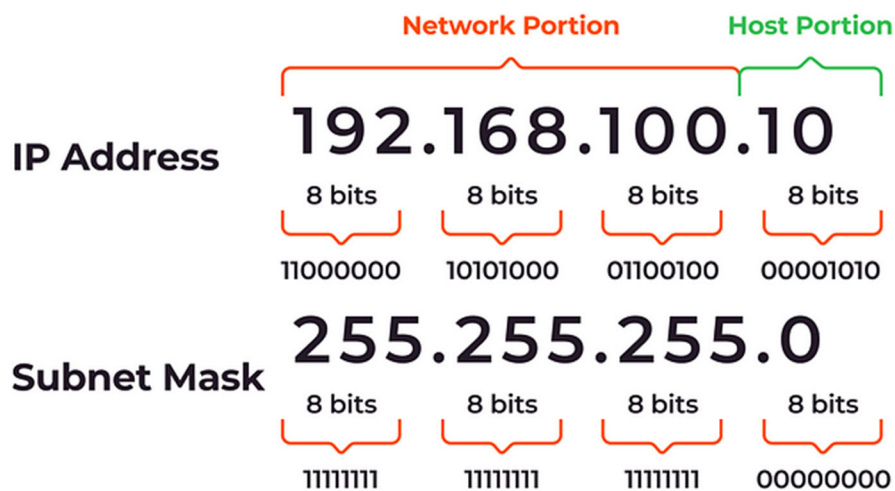 Network Portion Host Portion
IP Address 192.168.100.10
8 bits 8 bits 8 bits 8 bits
11000000 10101000 01100100 00001010
Subnet Mask 255.255.255.0
8 bits 8 bits 8 bits 8 bits
11111111 11111111 11111111 00000000